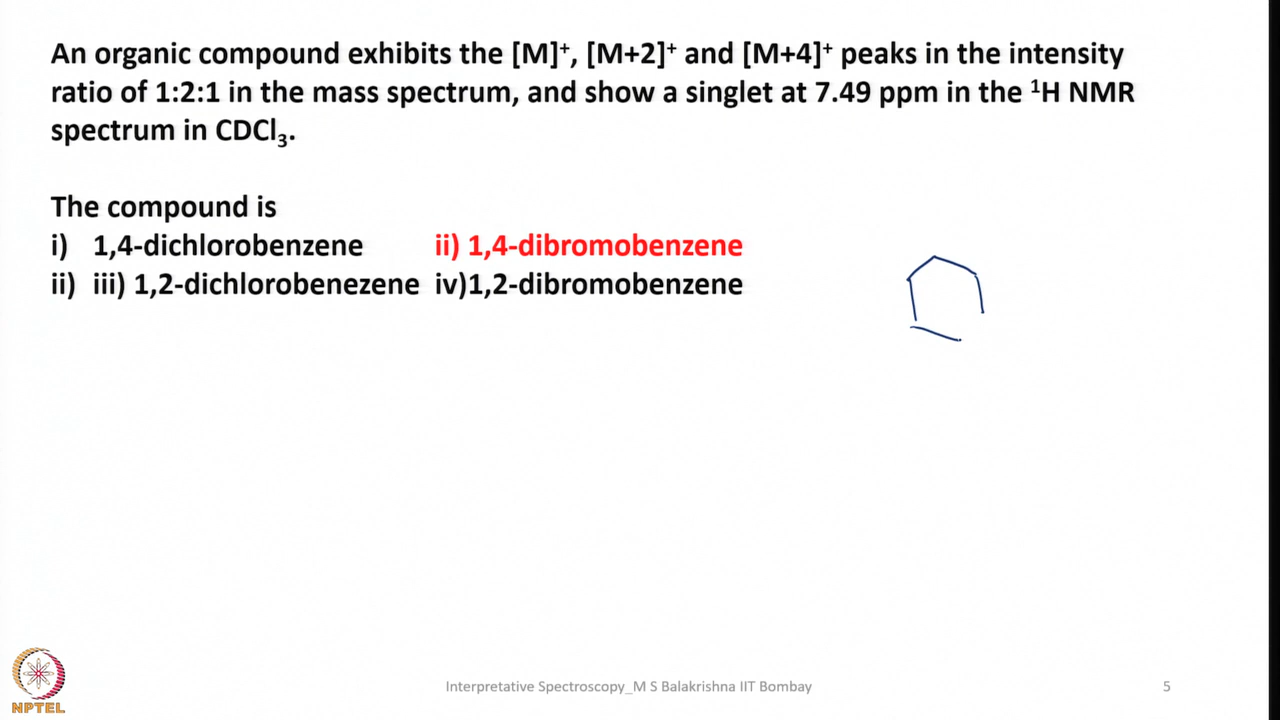 An organic compound exhibits the [M]⁺, [M+2]⁺ and [M+4]⁺ peaks in the intensity
ratio of 1:2:1 in the mass spectrum, and show a singlet at 7.49 ppm in the ¹H NMR
spectrum in CDCl₃.
The compound is
i) 1,4-dichlorobenzene ii) 1,4-dibromobenzene
ii) iii) 1,2-dichlorobenezene iv)1,2-dibromobenzene
NPTEL
Interpretative Spectroscopy_M S Balakrishna IIT Bombay
5